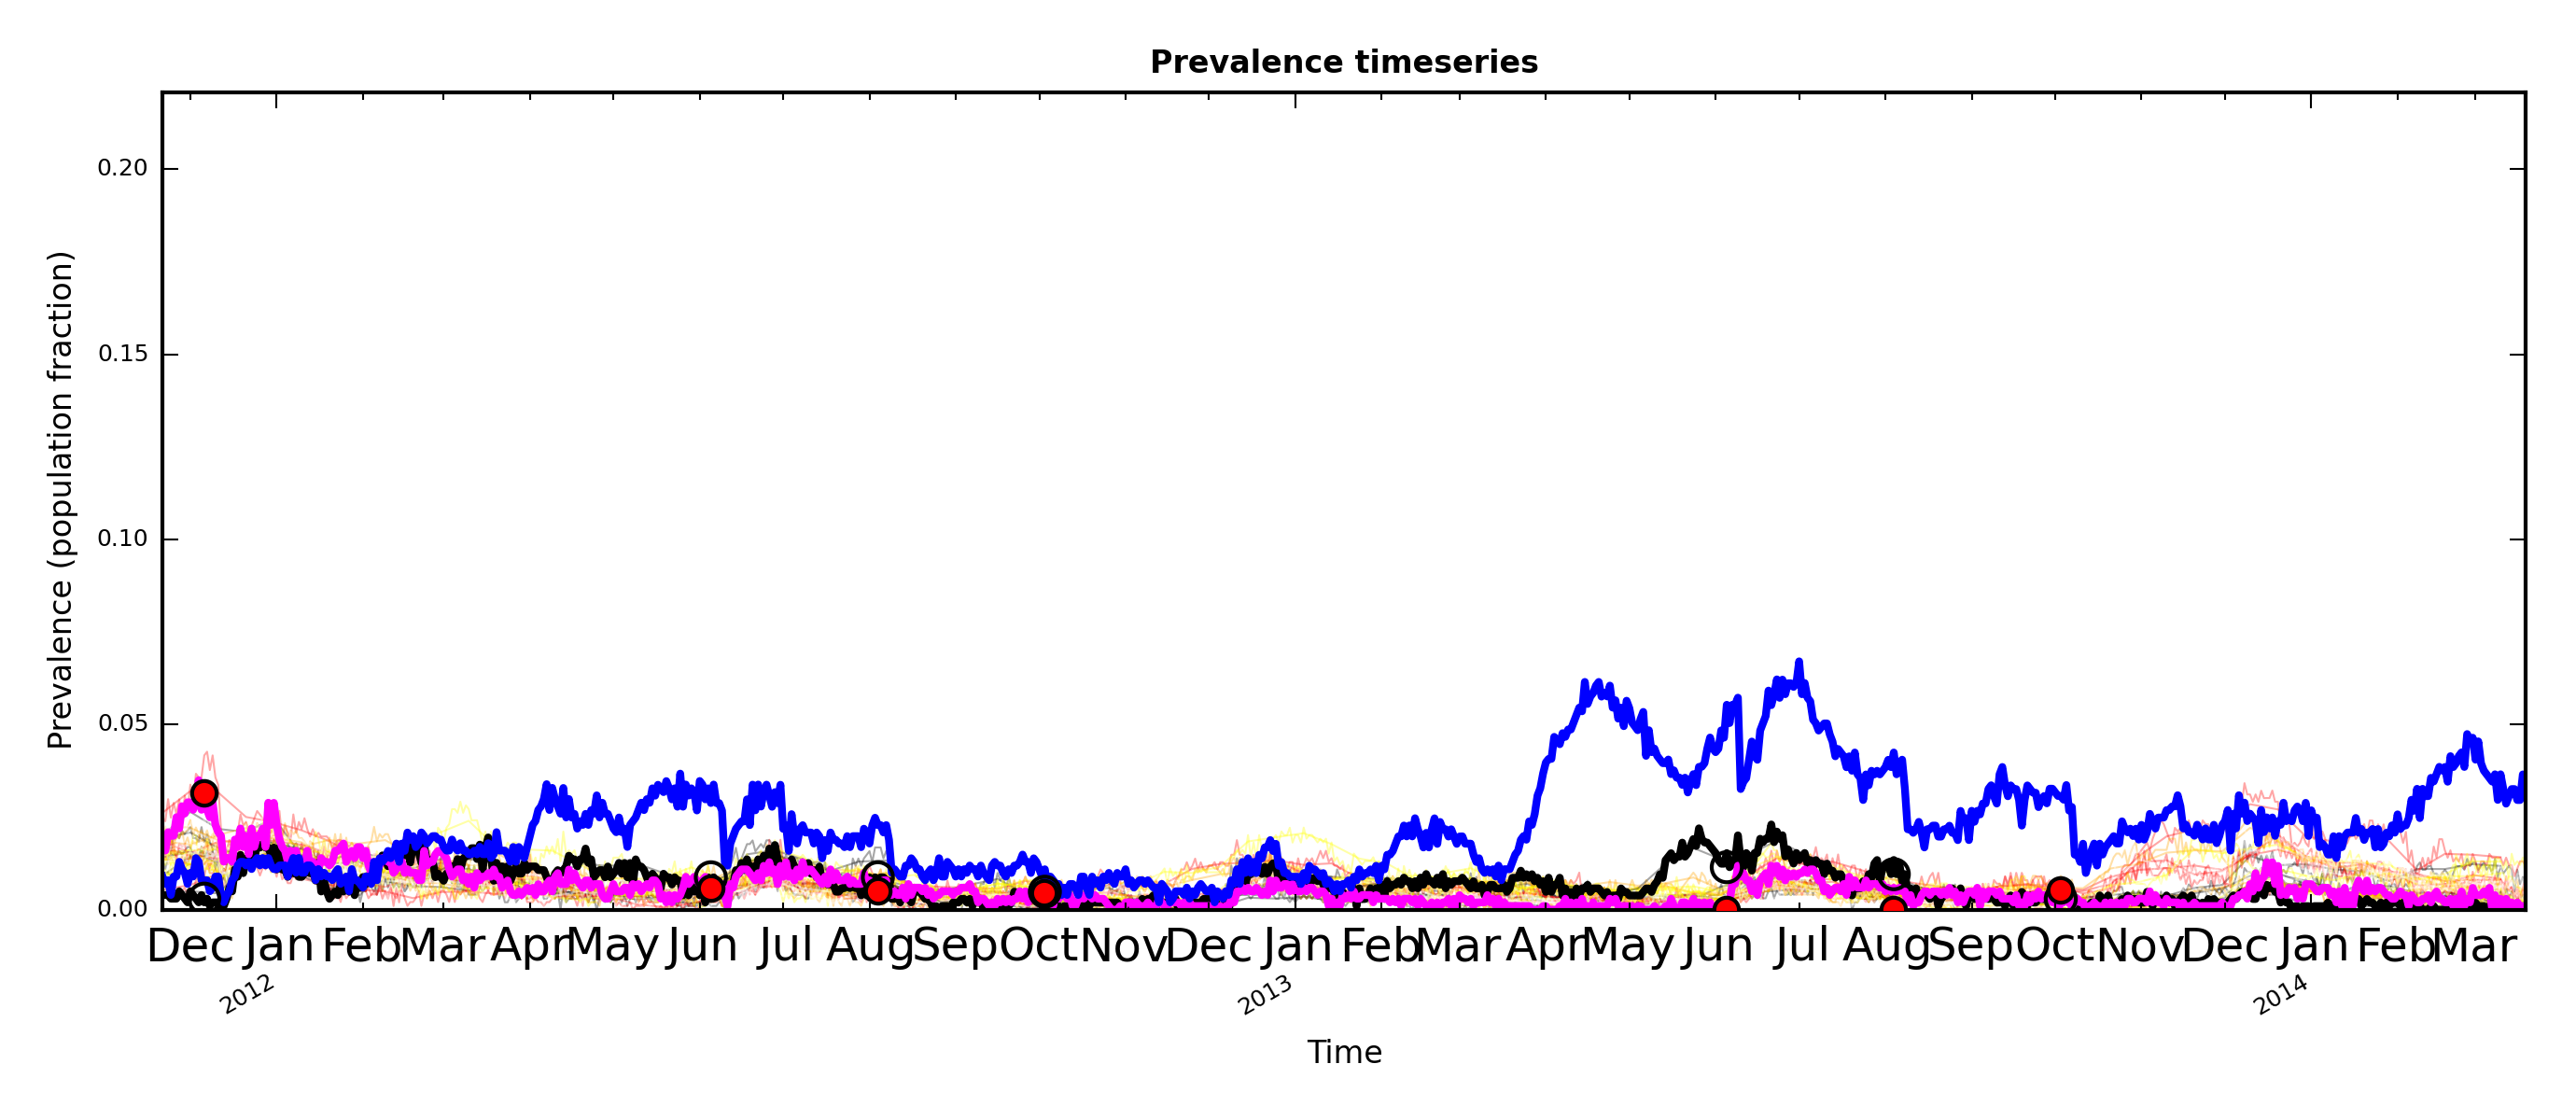 Prevalence timeseries
Prevalence (population fraction)
0.20
0.15
0.10
0.05
0.00
Dec Jan Feb Mar Apr May Jun Jul Aug Sep Oct Nov Dec Jan Feb Mar Apr May Jun Jul Aug Sep Oct Nov Dec Jan Feb Mar
2012 2013 2014
Time